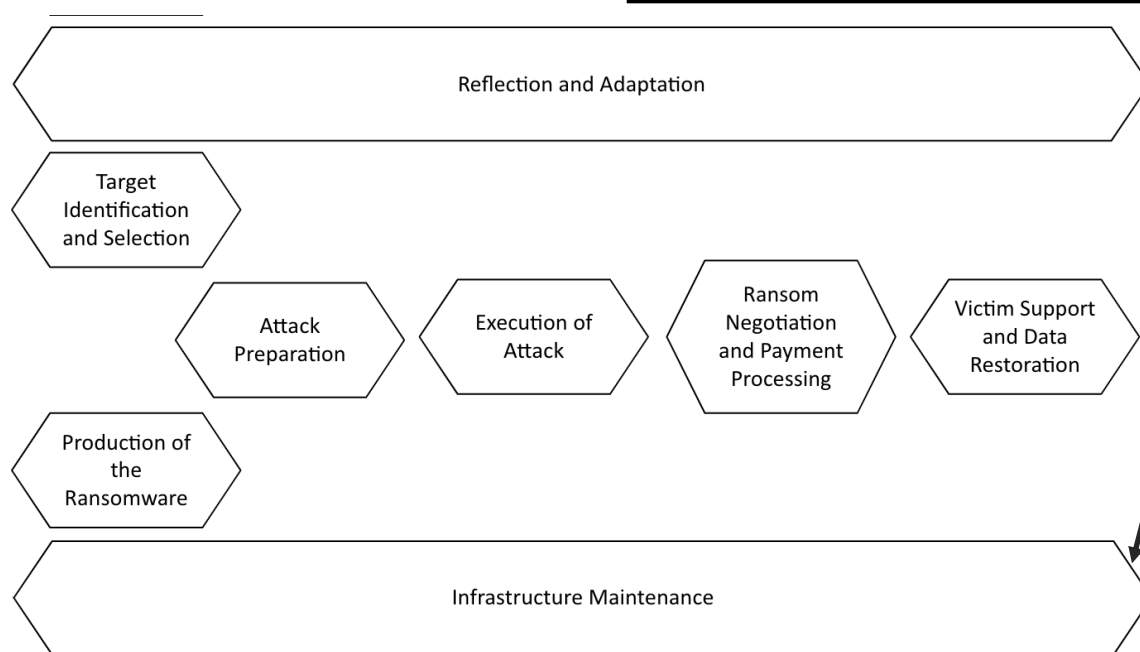 Reflection and Adaptation
Target
Identification
and Selection
Attack
Preparation
Execution of
Attack
Ransom
Negotiation
and Payment
Processing
Victim Support
and Data
Restoration
Production of
the
Ransomware
Infrastructure Maintenance